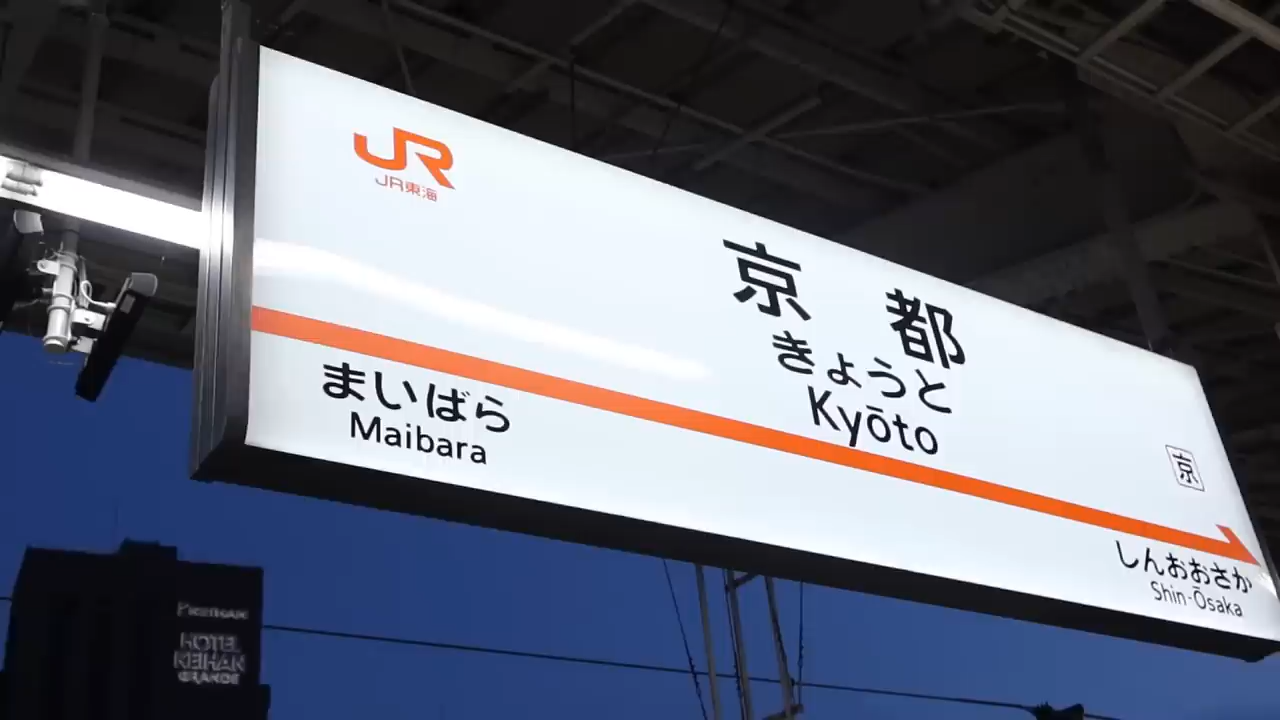 JR
JR東海
京都
きょうと
Kyōto
京
まいばら
Maibara
しんおおさか
Shin-Ōsaka
HOTEL
KEIHAN
GRANDE